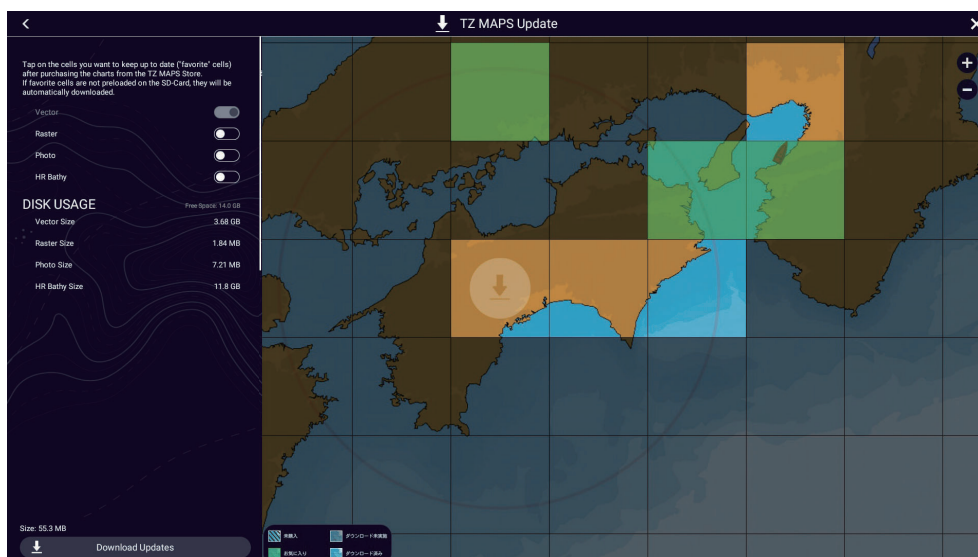 TZ MAPS Update
Tap on the cells you want to keep up to date ("favorite" cells)
after purchasing the charts from the TZ MAPS Store.
If favorite cells are not preloaded on the SD-Card, they will be
automatically downloaded.
Vector
Raster
Photo
HR Bathy
DISK USAGE Free Space: 14.0 GB
Vector Size 3.68 GB
Raster Size 1.84 MB
Photo Size 7.21 MB
HR Bathy Size 11.8 GB
Size: 55.3 MB
Download Updates
未購入 ダウンロード未実施
お気に入り ダウンロード済み